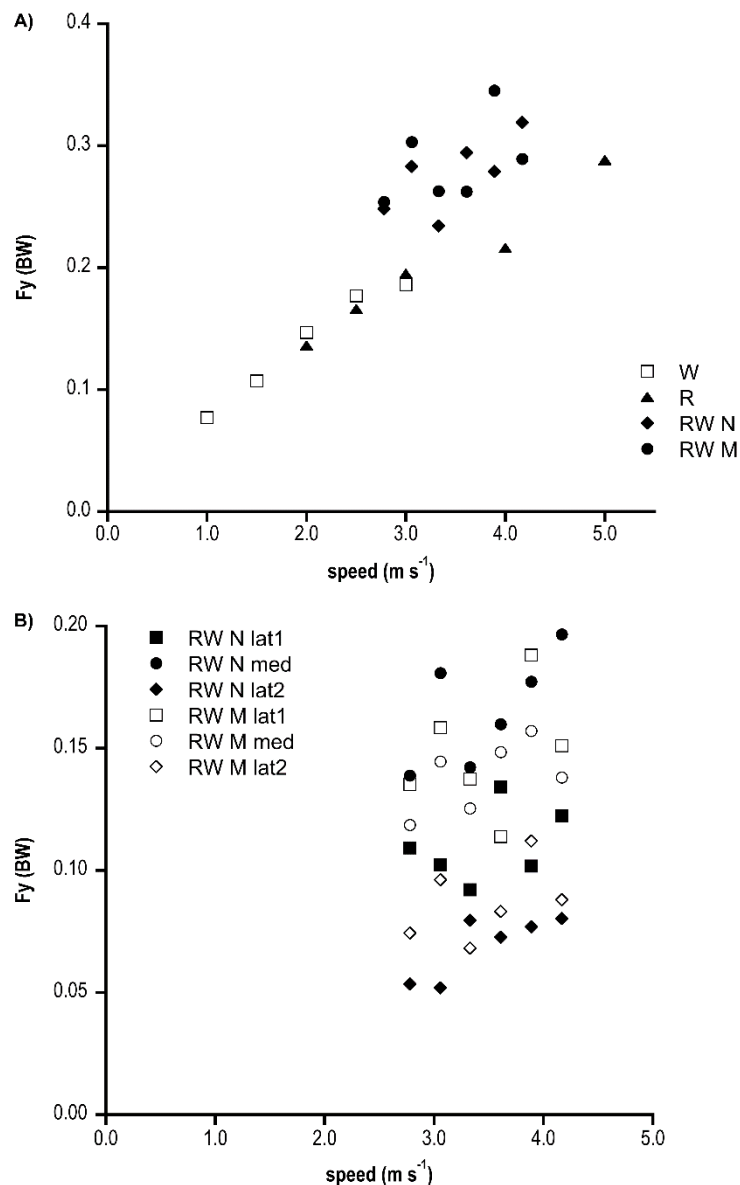 A)
0.4
0.3
0.2
0.1
0.0
Fy (BW)
0.0 1.0 2.0 3.0 4.0 5.0
speed (m s-1)
W
R
RW N
RW M
B)
0.20
0.15
0.10
0.05
0.00
Fy (BW)
RW N lat1
RW N med
RW N lat2
RW M lat1
RW M med
RW M lat2
0.0 1.0 2.0 3.0 4.0 5.0
speed (m s-1)